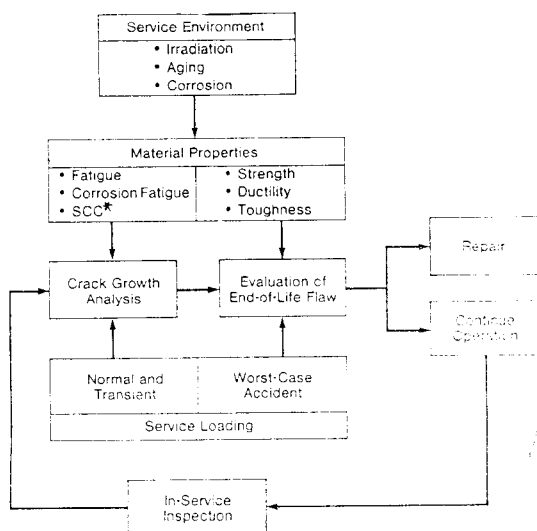 Service Environment
• Irradiation
• Aging
• Corrosion
Material Properties
• Fatigue
• Corrosion Fatigue
• SCC*
• Strength
• Ductility
• Toughness
Crack Growth
Analysis
Evaluation of
End-of-Life Flaw
Repair
Continue
Operation
Normal and
Transient
Worst-Case
Accident
Service Loading
In-Service
Inspection